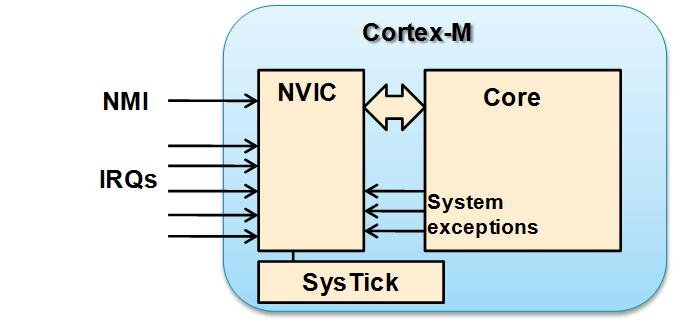 Cortex-M
NMI
NVIC
Core
IRQs
System
exceptions
SysTick